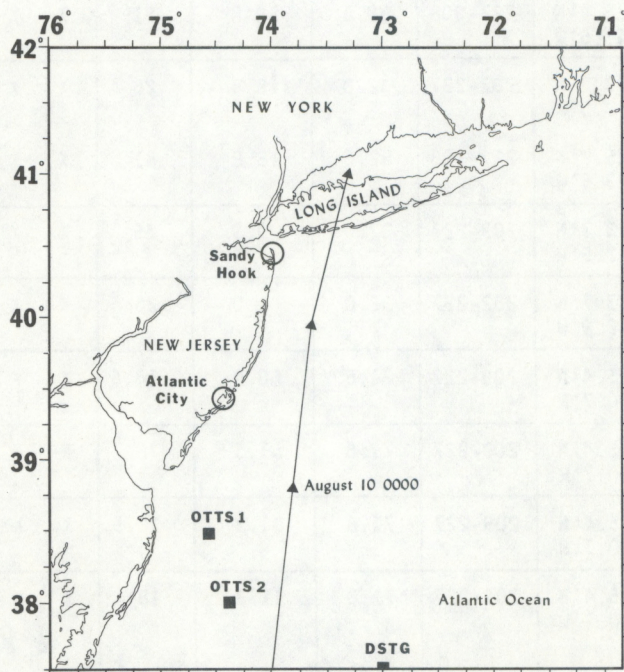 76
75
74
73
72
71°
42°
NEW YORK
41°
LONG ISLAND
Sandy
Hook
40°
NEW JERSEY
Atlantic
City
39°
August 10 0000
OTTS 1
OTTS 2
38°
Atlantic Ocean
DSTG